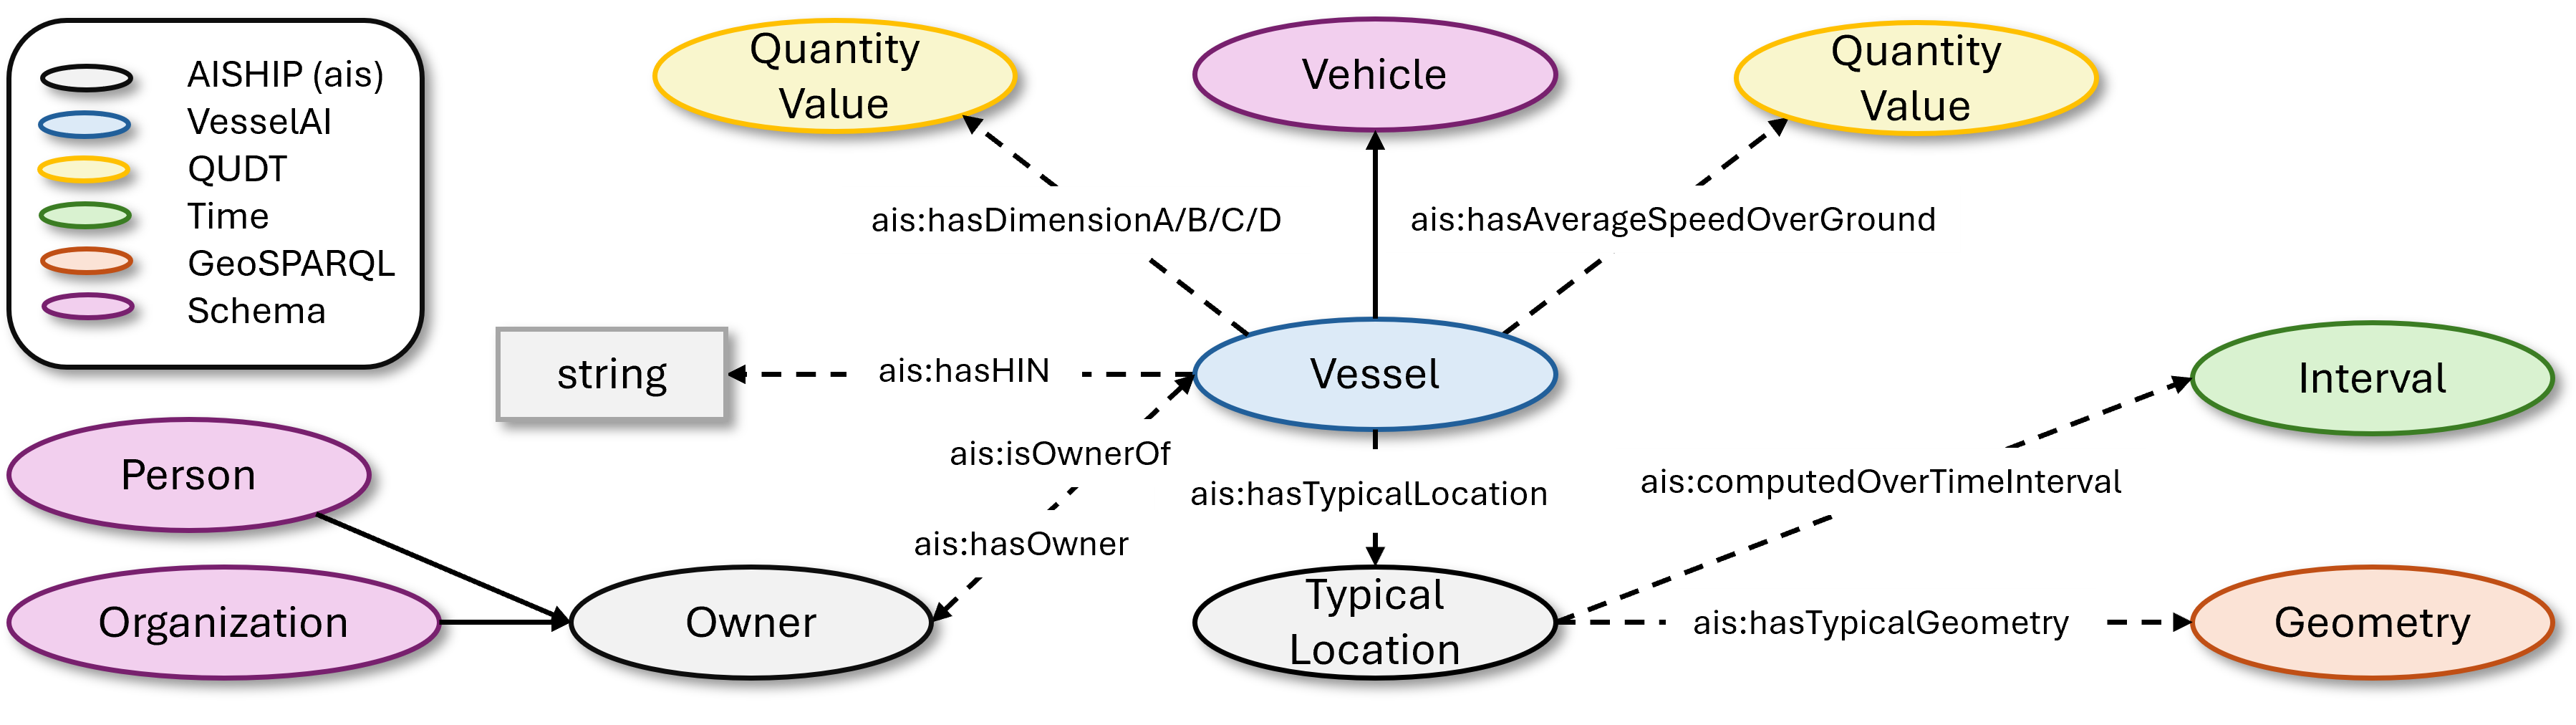 AISHIP (ais)
VesselAI
QUDT
Time
GeoSPARQL
Schema
Quantity
Value
Vehicle
Quantity
Value
ais:hasDimensionA/B/C/D
ais:hasAverageSpeedOverGround
string
ais:hasHIN
Vessel
Interval
Person
ais:isOwnerOf
ais:hasTypicalLocation
ais:computedOverTimeInterval
ais:hasOwner
Organization
Owner
Typical
Location
ais:hasTypicalGeometry
Geometry